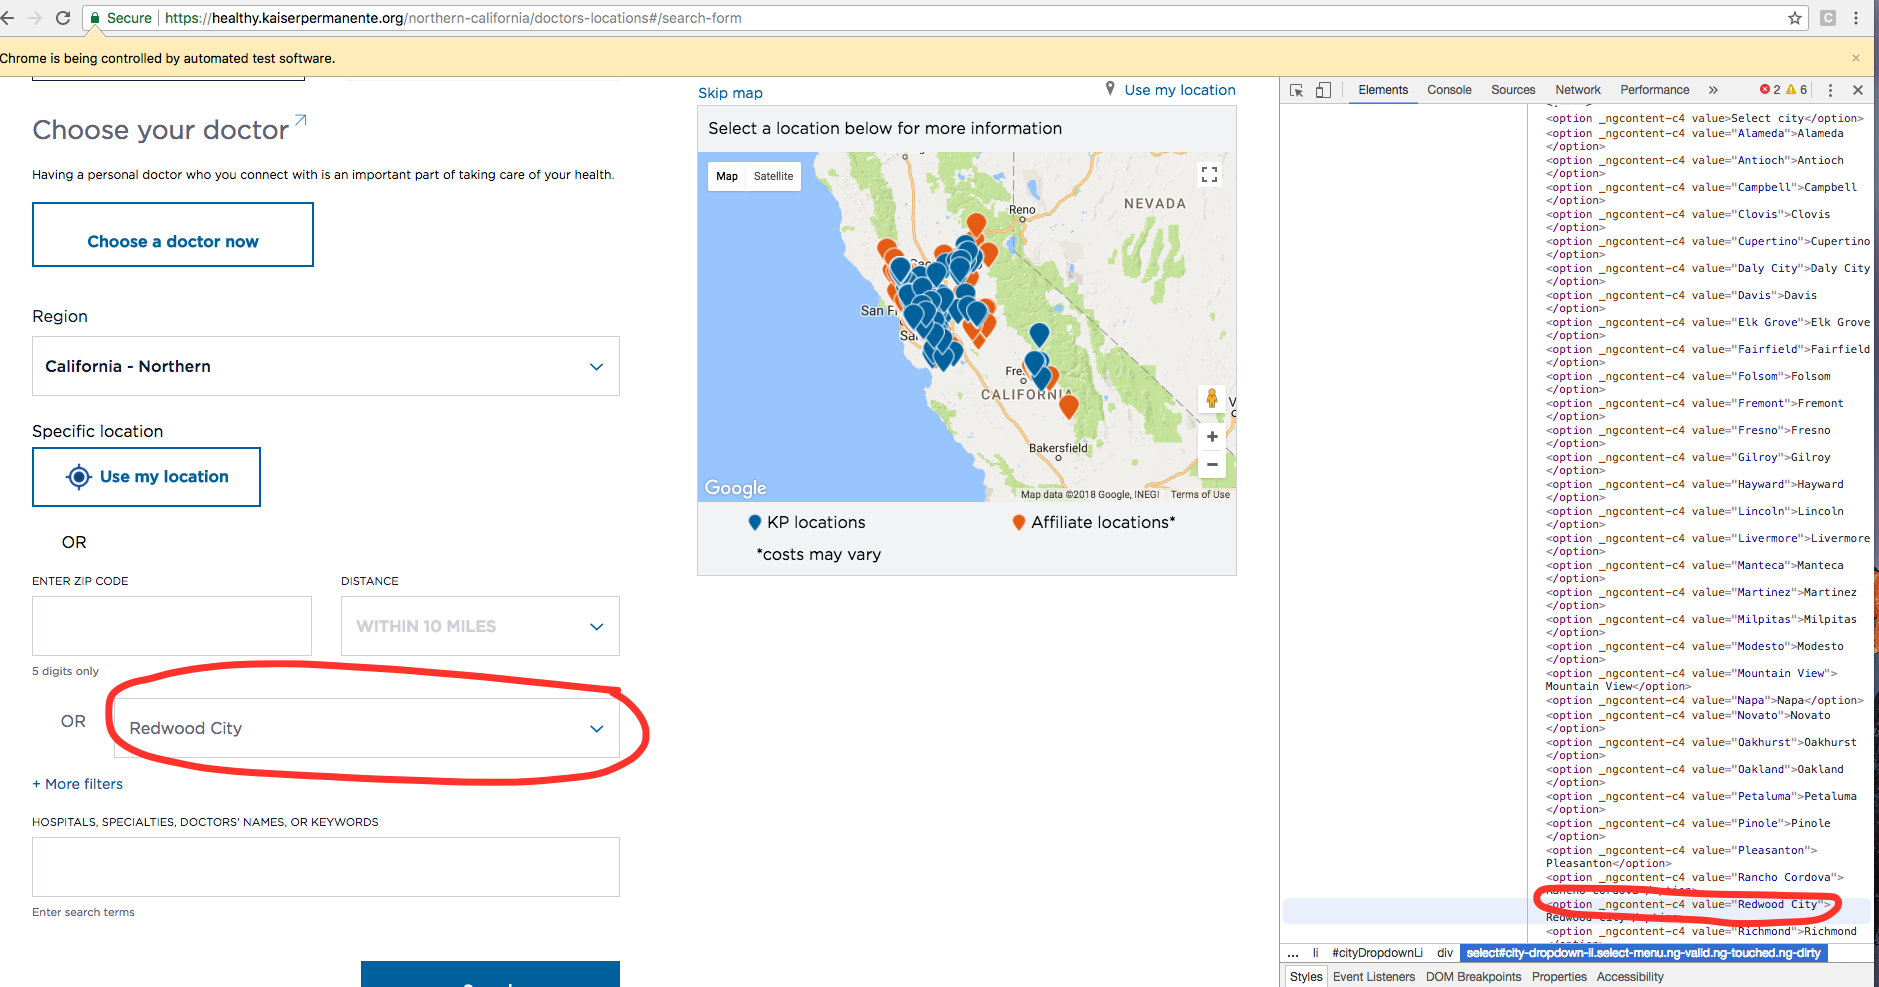 Secure https://healthy.kaiserpermanente.org/northern-california/doctors-locations#/search-form
Chrome is being controlled by automated test software.
Choose your doctor
Having a personal doctor who you connect with is an important part of taking care of your health.
Choose a doctor now
Region
California - Northern
Specific location
Use my location
OR
ENTER ZIP CODE
DISTANCE
WITHIN 10 MILES
5 digits only
OR
Redwood City
+ More filters
HOSPITALS, SPECIALTIES, DOCTORS' NAMES, OR KEYWORDS
Enter search terms
Skip map
Use my location
Select a location below for more information
Map
Satellite
Reno
NEVADA
San
Fre
CALIFORNIA
Bakersfield
Google
Map data ©2018 Google, INEGI
Terms of Use
KP locations
Affiliate locations*
*costs may vary
Elements Console Sources Network Performance » 2 6
<option _ngcontent-c4 value>Select city</option>
<option _ngcontent-c4 value="Alameda">Alameda
</option>
<option _ngcontent-c4 value="Antioch">Antioch
</option>
<option _ngcontent-c4 value="Campbell">Campbell
</option>
<option _ngcontent-c4 value="Clovis">Clovis
</option>
<option _ngcontent-c4 value="Cupertino">Cupertino
</option>
<option _ngcontent-c4 value="Daly City">Daly City
</option>
<option _ngcontent-c4 value="Davis">Davis
</option>
<option _ngcontent-c4 value="Elk Grove">Elk Grove
</option>
<option _ngcontent-c4 value="Fairfield">Fairfield
</option>
<option _ngcontent-c4 value="Folsom">Folsom
</option>
<option _ngcontent-c4 value="Fremont">Fremont
</option>
<option _ngcontent-c4 value="Fresno">Fresno
</option>
<option _ngcontent-c4 value="Gilroy">Gilroy
</option>
<option _ngcontent-c4 value="Hayward">Hayward
</option>
<option _ngcontent-c4 value="Lincoln">Lincoln
</option>
<option _ngcontent-c4 value="Livermore">Livermore
</option>
<option _ngcontent-c4 value="Manteca">Manteca
</option>
<option _ngcontent-c4 value="Martinez">Martinez
</option>
<option _ngcontent-c4 value="Milpitas">Milpitas
</option>
<option _ngcontent-c4 value="Modesto">Modesto
</option>
<option _ngcontent-c4 value="Mountain View">
Mountain View</option>
<option _ngcontent-c4 value="Napa">Napa</option>
<option _ngcontent-c4 value="Novato">Novato
</option>
<option _ngcontent-c4 value="Oakhurst">Oakhurst
</option>
<option _ngcontent-c4 value="Oakland">Oakland
</option>
<option _ngcontent-c4 value="Petaluma">Petaluma
</option>
<option _ngcontent-c4 value="Pinole">Pinole
</option>
<option _ngcontent-c4 value="Pleasanton">
Pleasanton</option>
<option _ngcontent-c4 value="Rancho Cordova">
Rancho Cordova</option>
<option _ngcontent-c4 value="Redwood City">
Redwood City</option>
<option _ngcontent-c4 value="Richmond">Richmond
... li #cityDropdownLi div select#city-dropdown-li.select-menu.ng-valid.ng-touched.ng-dirty
Styles Event Listeners DOM Breakpoints Properties Accessibility